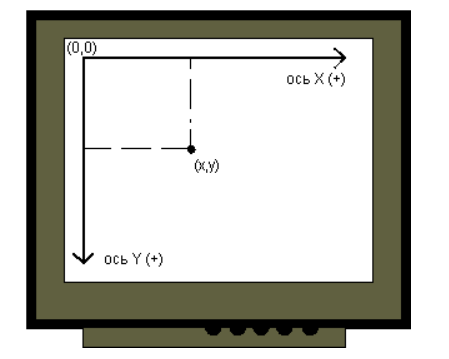 (0,0)
ось X (+)
(x,y)
ось Y (+)